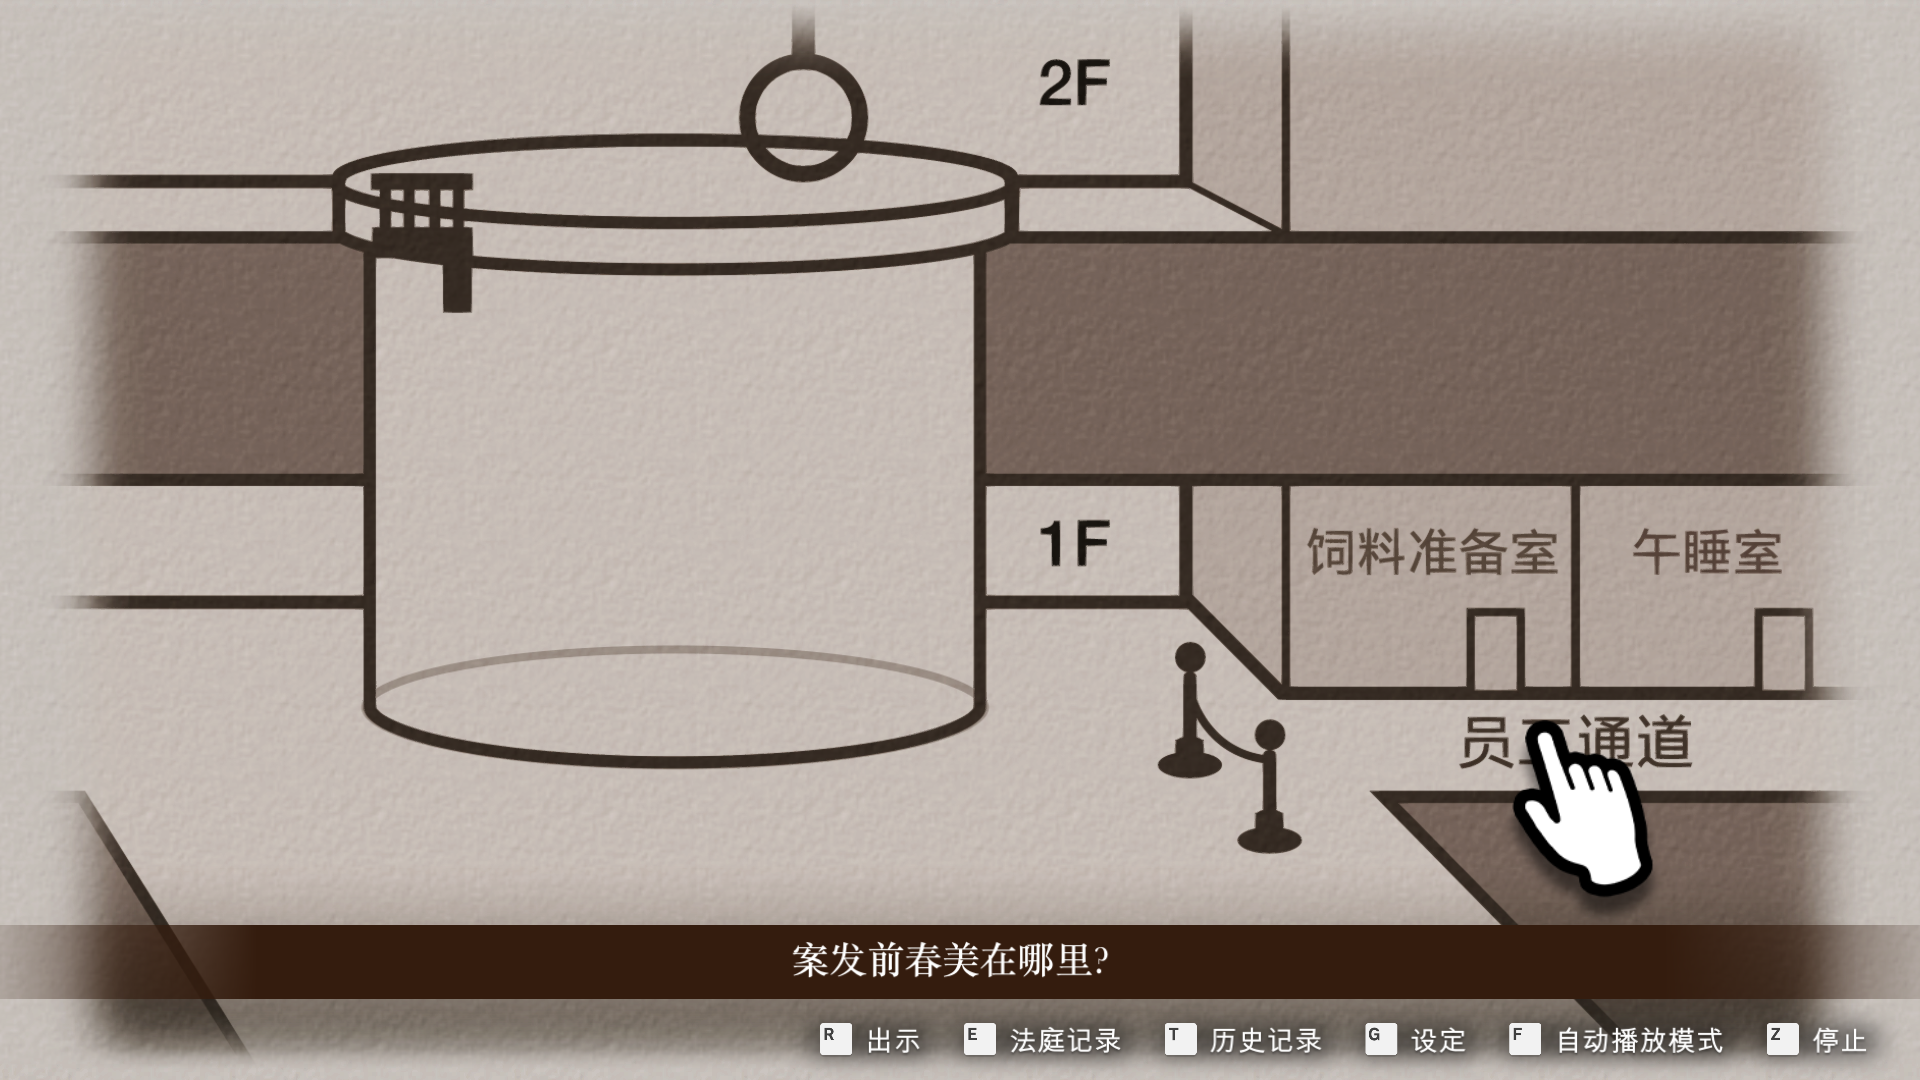 2F
1F
饲料准备室
午睡室
员工通道
案发前春美在哪里?
R 出示 E 法庭记录 T 历史记录 G 设定 F 自动播放模式 Z 停止